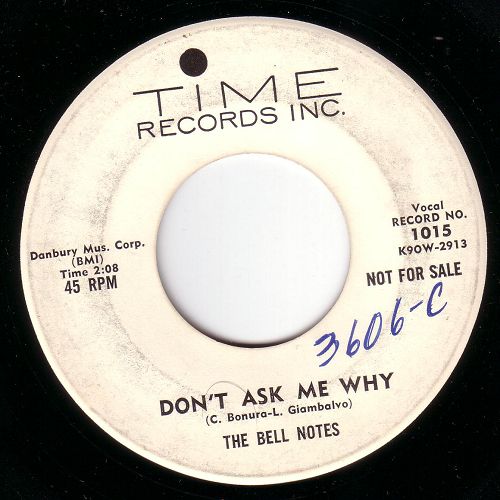 TIME
RECORDS INC.
Danbury Mus. Corp.
(BMI)
Time 2:08
45 RPM
Vocal
RECORD NO.
1015
K9OW-2913
NOT FOR SALE
3606-C
DON'T ASK ME WHY
(C. Bonura-L. Giambalvo)
THE BELL NOTES